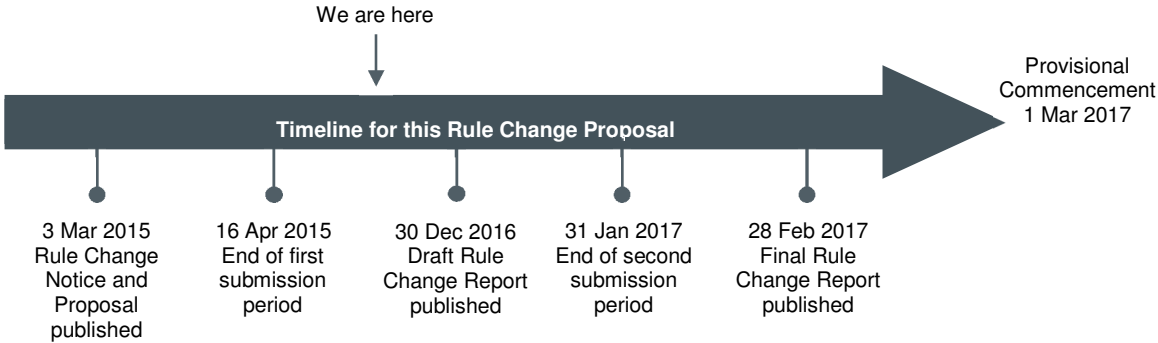 We are here
Provisional
Commencement
1 Mar 2017
Timeline for this Rule Change Proposal
3 Mar 2015
Rule Change
Notice and
Proposal
published
16 Apr 2015
End of first
submission
period
30 Dec 2016
Draft Rule
Change Report
published
31 Jan 2017
End of second
submission
period
28 Feb 2017
Final Rule
Change Report
published